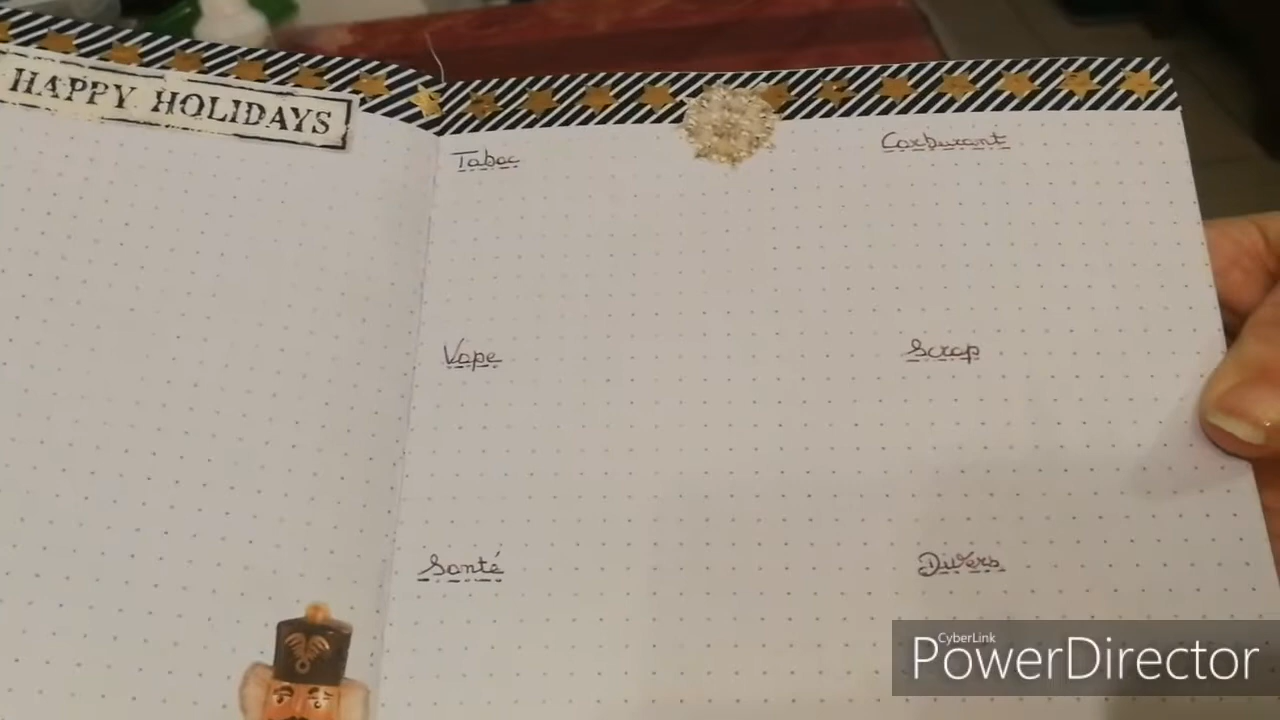 HAPPY HOLIDAYS
Tabac
Carburant
Vape
Scrap
Santé
Divers
CyberLink
PowerDirector